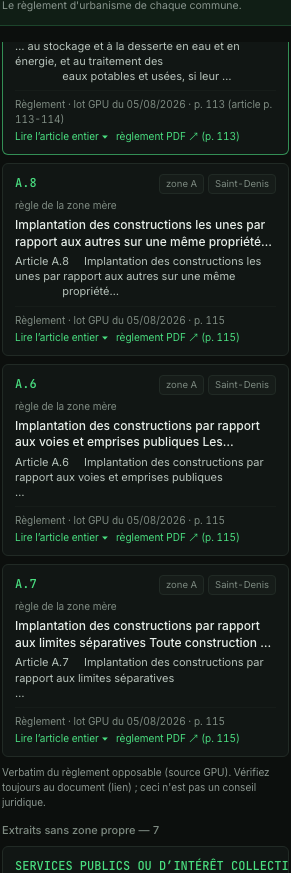 Le règlement d'urbanisme de chaque commune.
... au stockage et à la desserte en eau et en
énergie, et au traitement des
eaux potables et usées, si leur ...
Règlement · lot GPU du 05/08/2026 · p. 113 (article p.
113-114)
Lire l'article entier ▾ règlement PDF ↗ (p. 113)
A.8 zone A Saint-Denis
règle de la zone mère
Implantation des constructions les unes par
rapport aux autres sur une même propriété...
Article A.8 Implantation des constructions les
unes par rapport aux autres sur une même
propriété...
Règlement · lot GPU du 05/08/2026 · p. 115
Lire l'article entier ▾ règlement PDF ↗ (p. 115)
A.6 zone A Saint-Denis
règle de la zone mère
Implantation des constructions par rapport
aux voies et emprises publiques Les...
Article A.6 Implantation des constructions par
rapport aux voies et emprises publiques
...
Règlement · lot GPU du 05/08/2026 · p. 115
Lire l'article entier ▾ règlement PDF ↗ (p. 115)
A.7 zone A Saint-Denis
règle de la zone mère
Implantation des constructions par rapport
aux limites séparatives Toute construction ...
Article A.7 Implantation des constructions par
rapport aux limites séparatives
...
Règlement · lot GPU du 05/08/2026 · p. 115
Lire l'article entier ▾ règlement PDF ↗ (p. 115)
Verbatim du règlement opposable (source GPU). Vérifiez
toujours au document (lien) ; ceci n'est pas un conseil
juridique.
Extraits sans zone propre — 7
SERVICES PUBLICS OU D'INTÉRÊT COLLECTI